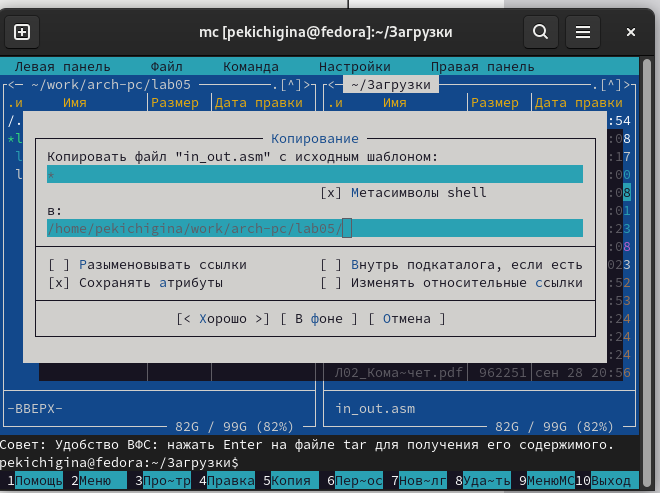 mc [pekichigina@fedora]:~/Загрузки
Левая панель Файл Команда Настройки Правая панель
<─ ~/work/arch-pc/lab05 ─.[^]> <─ ~/Загрузки ─.[^]>
.и Имя Размер Дата правки .и Имя Размер Дата правки
/. :54
*l 8
l :17
l :00
Копирование
Копировать файл "in_out.asm" с исходным шаблоном:
*
[x] Метасимволы shell
в:
/home/pekichigina/work/arch-pc/lab05/
[ ] Разыменовывать ссылки [ ] Внутрь подкаталога, если есть
[x] Сохранять атрибуты [ ] Изменять относительные ссылки
[< Хорошо >] [ В фоне ] [ Отмена ]
Л02_Кома~чет.pdf 962251 сен 28 20:56
-ВВЕРХ- in_out.asm
82G / 99G (82%) 82G / 99G (82%)
Совет: Удобство ВФС: нажать Enter на файле tar для получения его содержимого.
pekichigina@fedora:~/Загрузки$
1Помощь 2Меню 3Про~тр 4Правка 5Копия 6Пер~ос 7Нов~лг 8Уда~ть 9МенюМС 10Выход